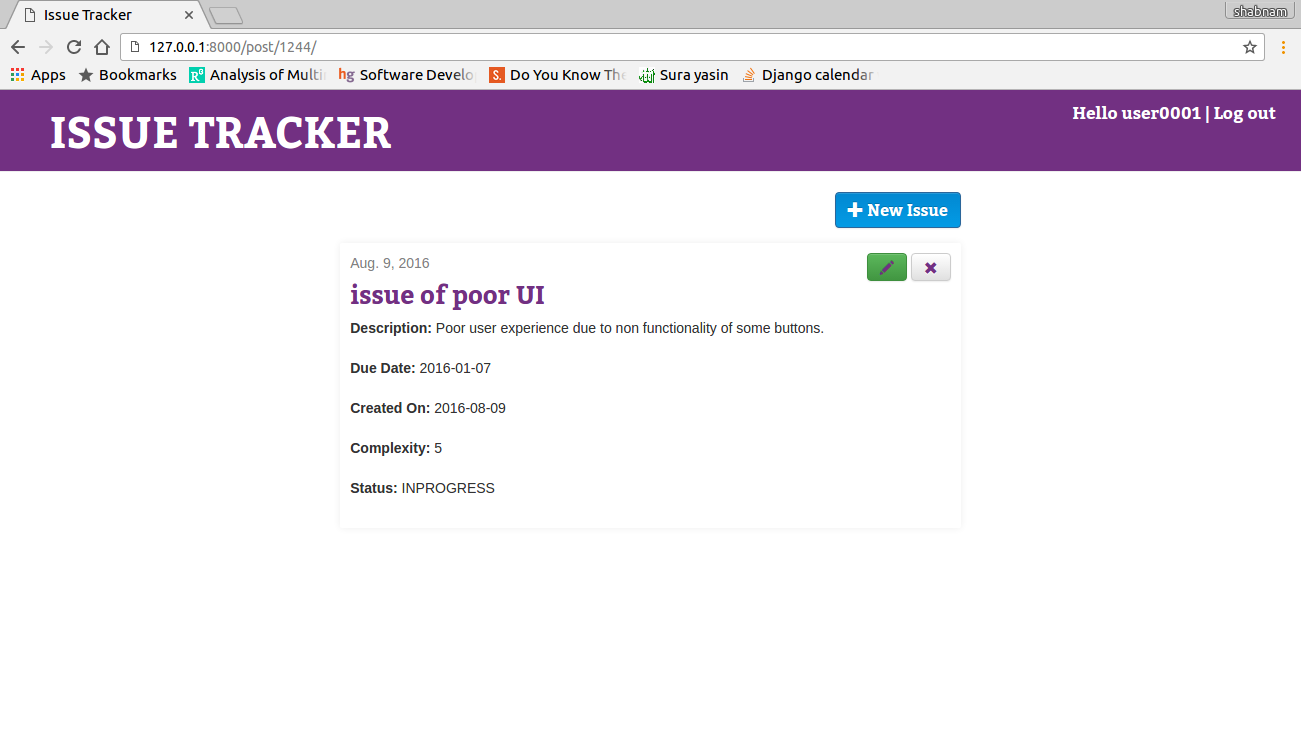 Issue Tracker
shabnam
127.0.0.1:8000/post/1244/
Apps Bookmarks Analysis of Multi hg Software Develo S. Do You Know The Sura yasin Django calendar
ISSUE TRACKER
Hello user0001 | Log out
New Issue
Aug. 9, 2016
issue of poor UI
Description: Poor user experience due to non functionality of some buttons.
Due Date: 2016-01-07
Created On: 2016-08-09
Complexity: 5
Status: INPROGRESS